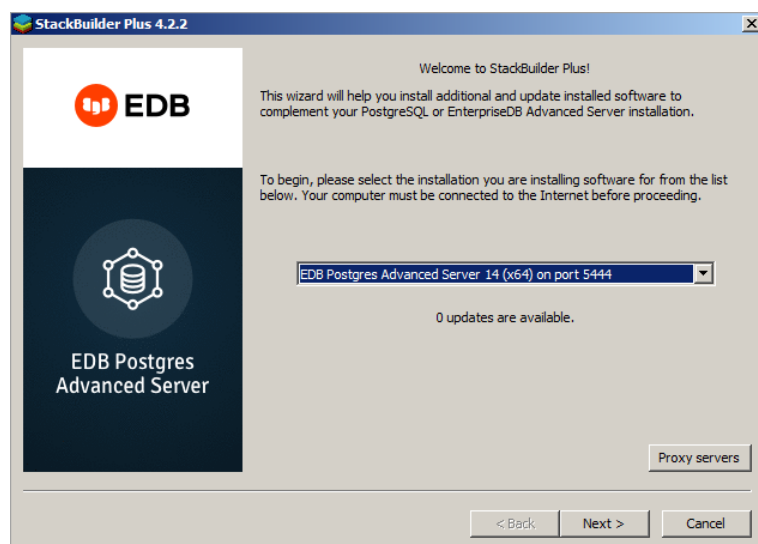 StackBuilder Plus 4.2.2
EDB
EDB Postgres
Advanced Server
Welcome to StackBuilder Plus!
This wizard will help you install additional and update installed software to
complement your PostgreSQL or EnterpriseDB Advanced Server installation.
To begin, please select the installation you are installing software for from the list
below. Your computer must be connected to the Internet before proceeding.
EDB Postgres Advanced Server 14 (x64) on port 5444
0 updates are available.
Proxy servers
< Back
Next >
Cancel